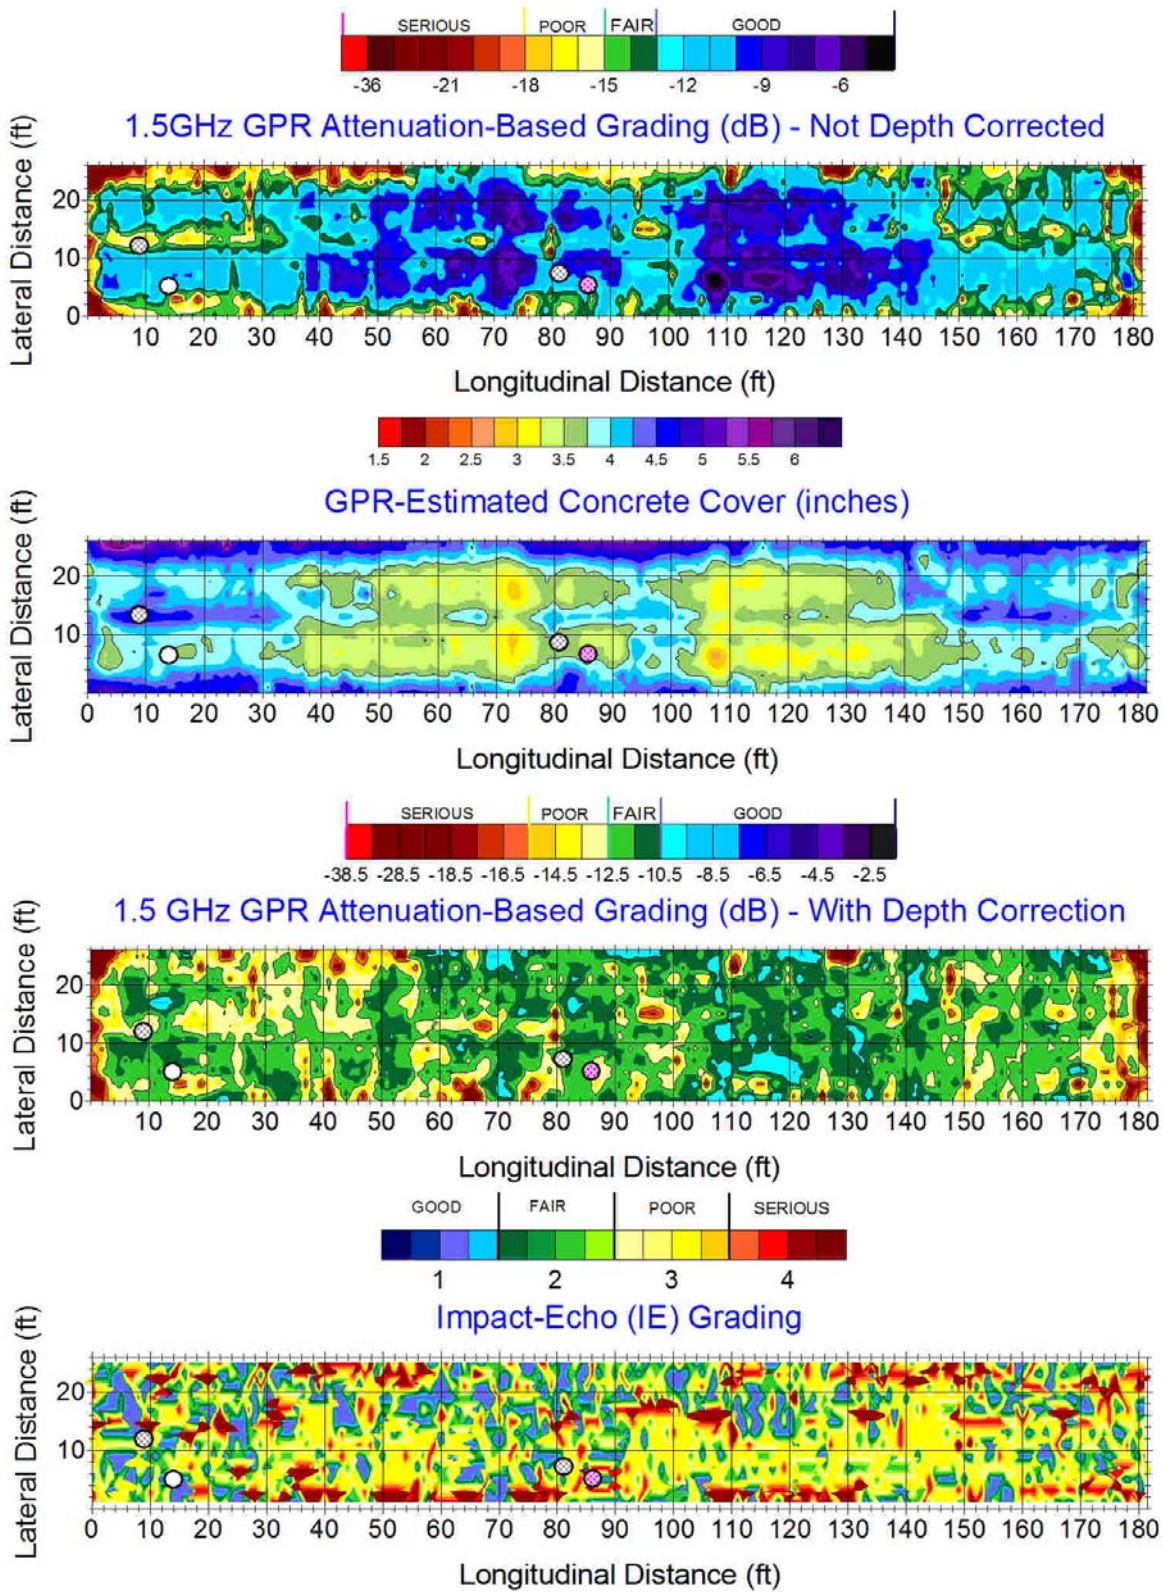 SERIOUS POOR FAIR GOOD
-36 -21 -18 -15 -12 -9 -6
1.5GHz GPR Attenuation-Based Grading (dB) - Not Depth Corrected
Lateral Distance (ft)
20
10
0
0 10 20 30 40 50 60 70 80 90 100 110 120 130 140 150 160 170 180
Longitudinal Distance (ft)
1.5 2 2.5 3 3.5 4 4.5 5 5.5 6
GPR-Estimated Concrete Cover (inches)
Lateral Distance (ft)
20
10
0 10 20 30 40 50 60 70 80 90 100 110 120 130 140 150 160 170 180
Longitudinal Distance (ft)
SERIOUS POOR FAIR GOOD
-38.5 -28.5 -18.5 -16.5 -14.5 -12.5 -10.5 -8.5 -6.5 -4.5 -2.5
1.5 GHz GPR Attenuation-Based Grading (dB) - With Depth Correction
Lateral Distance (ft)
20
10
0
10 20 30 40 50 60 70 80 90 100 110 120 130 140 150 160 170 180
Longitudinal Distance (ft)
GOOD FAIR POOR SERIOUS
1 2 3 4
Impact-Echo (IE) Grading
Lateral Distance (ft)
20
10
0 10 20 30 40 50 60 70 80 90 100 110 120 130 140 150 160 170 180
Longitudinal Distance (ft)